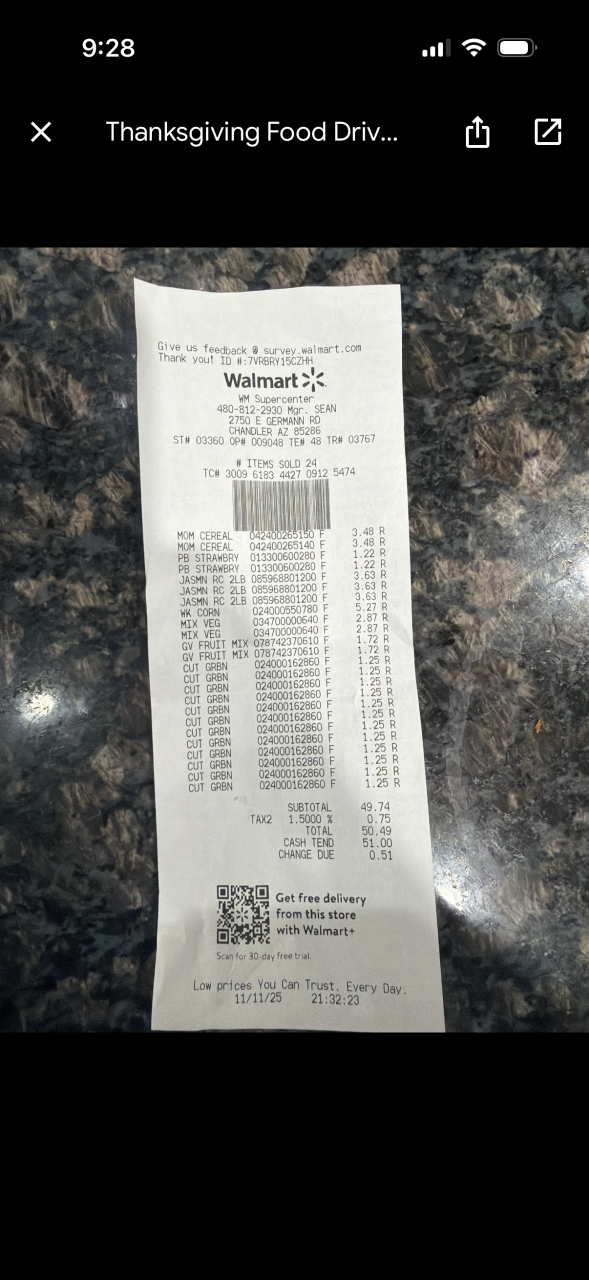 9:28
Thanksgiving Food Driv...
Give us feedback @ survey.walmart.com
Thank you! ID #:7VRBRY15CZHH
Walmart
WM Supercenter
480-812-2930 Mgr. SEAN
2750 E GERMANN RD
CHANDLER AZ 85286
ST# 03360 OP# 009048 TE# 48 TR# 03767
# ITEMS SOLD 24
TC# 3009 6183 4427 0912 5474
MOM CEREAL 042400265150 F 3.48 R
MOM CEREAL 042400265140 F 3.48 R
PB STRAWBRY 013300600280 F 1.22 R
PB STRAWBRY 013300600280 F 1.22 R
JASMN RC 2LB 085968801200 F 3.63 R
JASMN RC 2LB 085968801200 F 3.63 R
JASMN RC 2LB 085968801200 F 3.63 R
WK CORN 024000550780 F 5.27 R
MIX VEG 034700000640 F 2.87 R
MIX VEG 034700000640 F 2.87 R
GV FRUIT MIX 078742370610 F 1.72 R
GV FRUIT MIX 078742370610 F 1.72 R
CUT GRBN 024000162860 F 1.25 R
CUT GRBN 024000162860 F 1.25 R
CUT GRBN 024000162860 F 1.25 R
CUT GRBN 024000162860 F 1.25 R
CUT GRBN 024000162860 F 1.25 R
CUT GRBN 024000162860 F 1.25 R
CUT GRBN 024000162860 F 1.25 R
CUT GRBN 024000162860 F 1.25 R
CUT GRBN 024000162860 F 1.25 R
CUT GRBN 024000162860 F 1.25 R
CUT GRBN 024000162860 F 1.25 R
CUT GRBN 024000162860 F 1.25 R
SUBTOTAL 49.74
TAX2 1.5000 % 0.75
TOTAL 50.49
CASH TEND 51.00
CHANGE DUE 0.51
Get free delivery
from this store
with Walmart+
Scan for 30-day free trial.
Low prices You Can Trust. Every Day.
11/11/25 21:32:23